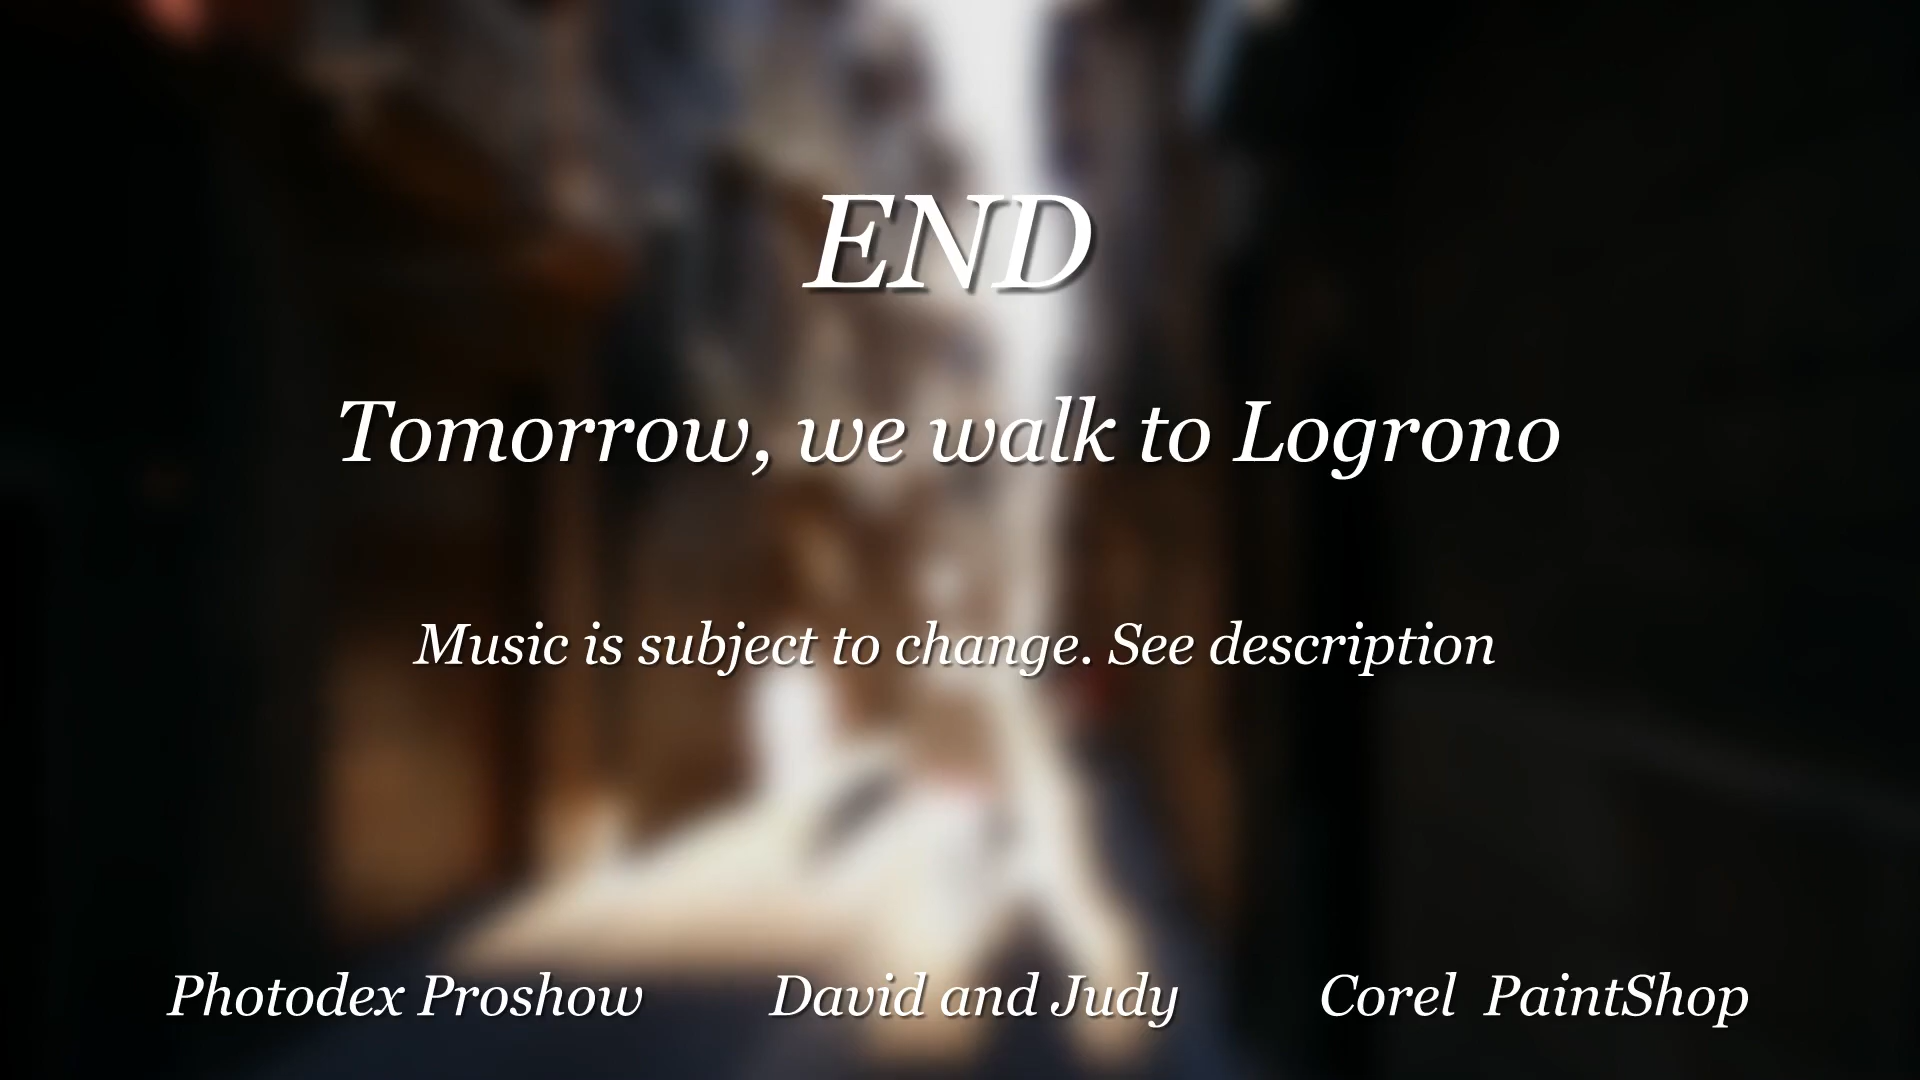 END
Tomorrow, we walk to Logrono
Music is subject to change. See description
Photodex Proshow David and Judy Corel PaintShop